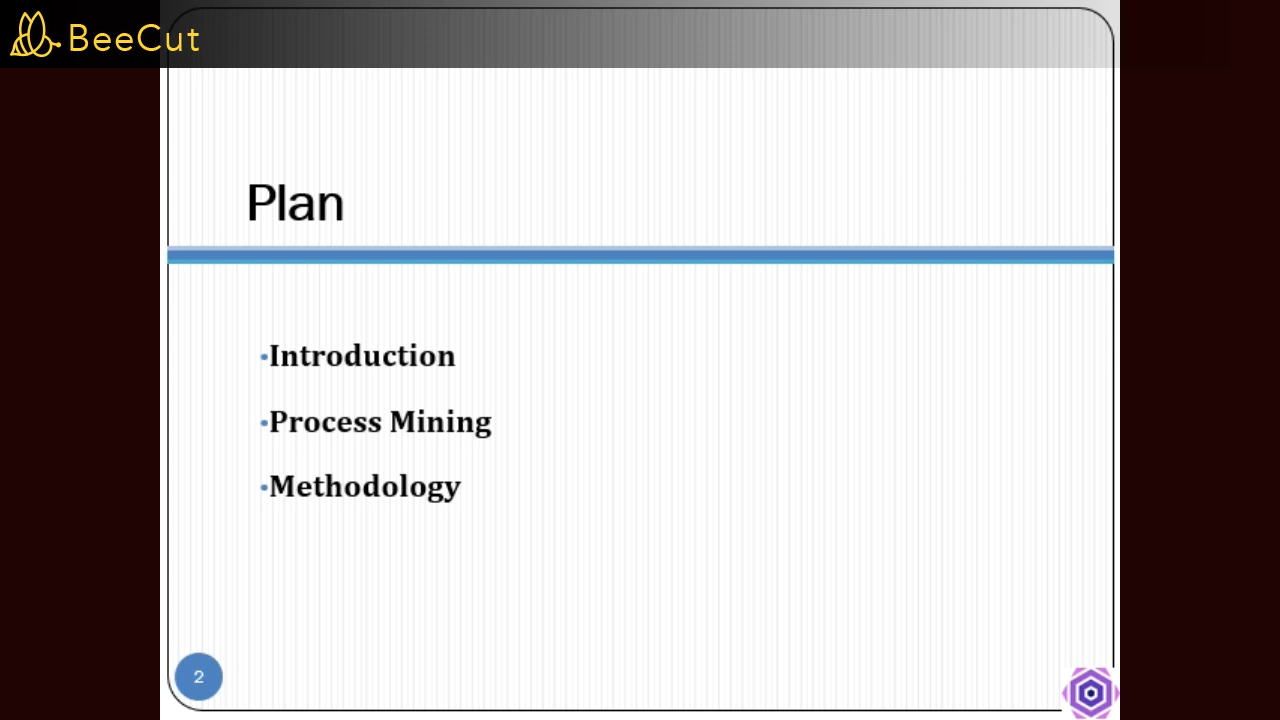 BeeCut
Plan
•Introduction
•Process Mining
•Methodology
2